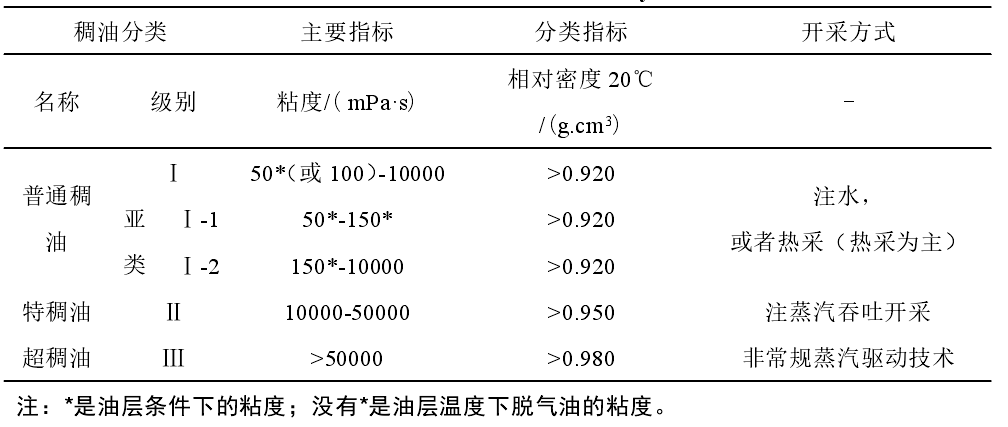 稠油分类 主要指标 分类指标 开采方式
名称 级别 粘度/( mPa·s) 相对密度 20℃ /(g.cm³) -
普通稠油 Ⅰ 50*（或 100）-10000 >0.920 注水，
或者热采（热采为主）
亚类 Ⅰ-1 50*-150* >0.920
Ⅰ-2 150*-10000 >0.920
特稠油 Ⅱ 10000-50000 >0.950 注蒸汽吞吐开采
超稠油 Ⅲ >50000 >0.980 非常规蒸汽驱动技术
注：*是油层条件下的粘度；没有*是油层温度下脱气油的粘度。